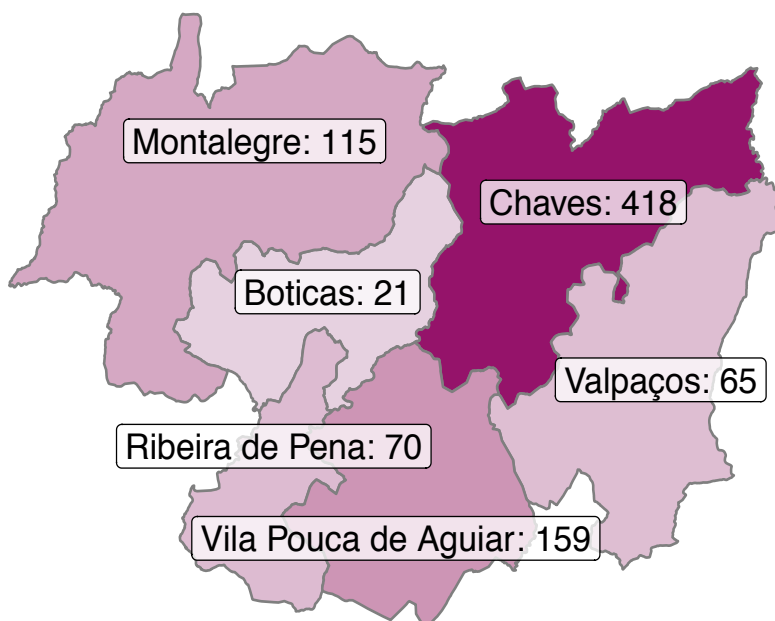 Montalegre: 115
Chaves: 418
Boticas: 21
Valpaços: 65
Ribeira de Pena: 70
Vila Pouca de Aguiar: 159